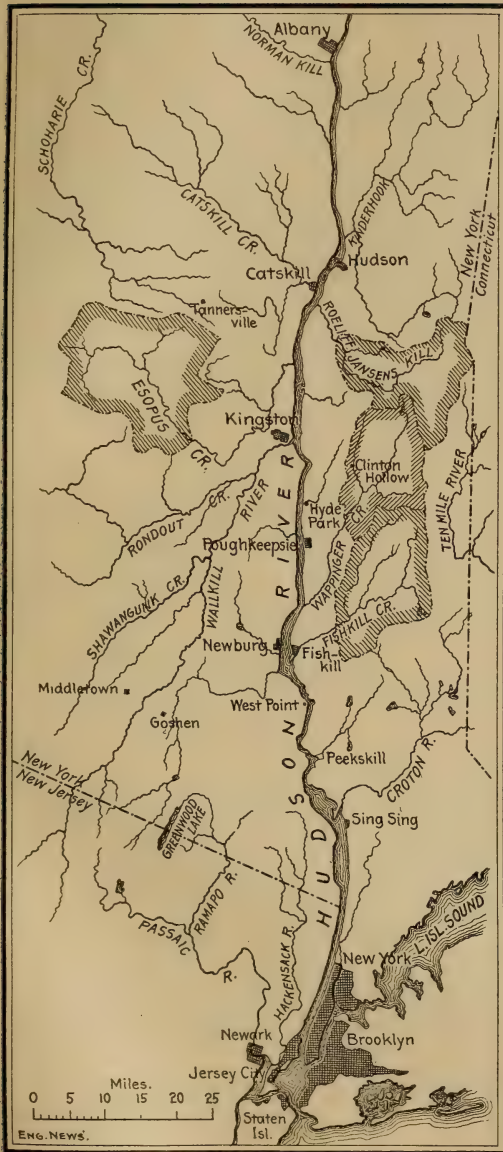 Albany
NORMAN KILL
SCHOHARIE CR.
CATSKILL CR.
KINDERHOOK
New York
Connecticut
Hudson
Catskill
Tanners-
ville
ROELIFF JANSENS KILL
ESOPUS CR.
Kingston
Clinton
Hollow
TEN MILE RIVER
RONDOUT CR.
WALLKILL RIVER
Hyde
Park
Poughkeepsie
WAPPINGER CR.
SHAWANGUNK CR.
FISHKILL CR.
Newburg
Fish-
kill
Middletown
West Point
Goshen
HUDSON RIVER
Peekskill
CROTON R.
New York
New Jersey
GREENWOOD
LAKE
Sing Sing
RAMAPO R.
PASSAIC R.
HACKENSACK R.
L. ISL. SOUND
New York
Newark
Brooklyn
Jersey City
Staten
Isl.
Miles.
0 5 10 15 20 25
ENG. NEWS.